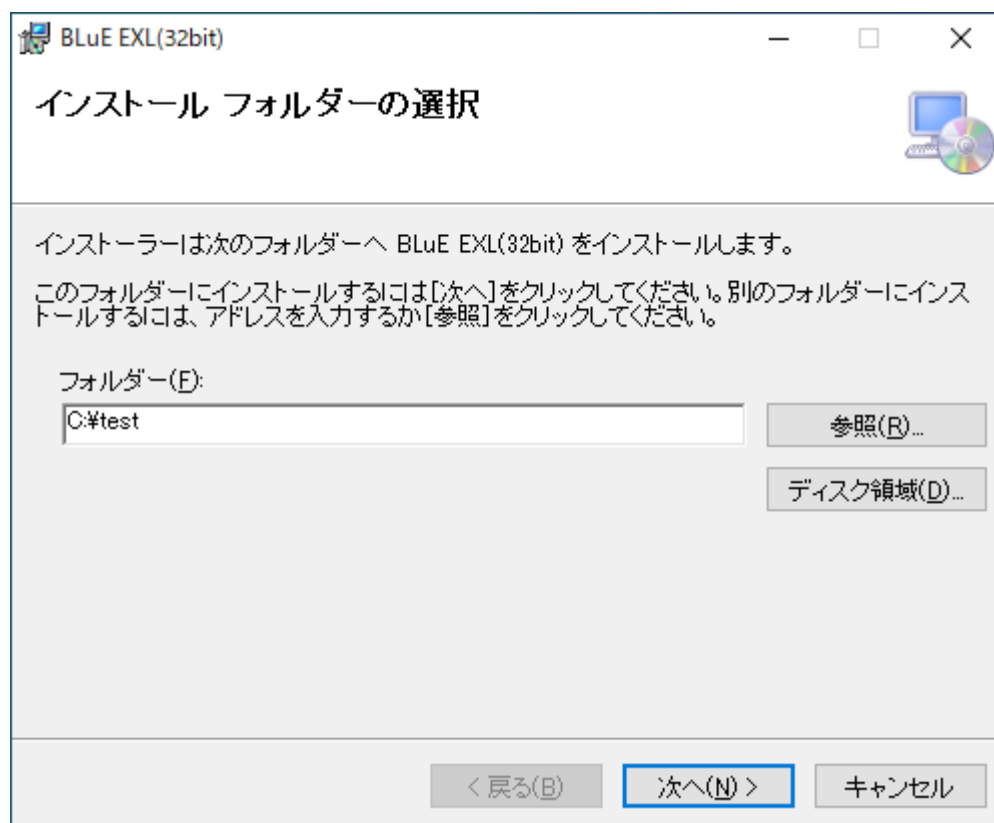 BLuE EXL(32bit)
インストール フォルダーの選択
インストーラーは次のフォルダーへ BLuE EXL(32bit) をインストールします。
このフォルダーにインストールするには[次へ]をクリックしてください。別のフォルダーにインス
トールするには、アドレスを入力するか[参照]をクリックしてください。
フォルダー(F):
C:¥test
参照(R)...
ディスク領域(D)...
< 戻る(B)
次へ(N) >
キャンセル